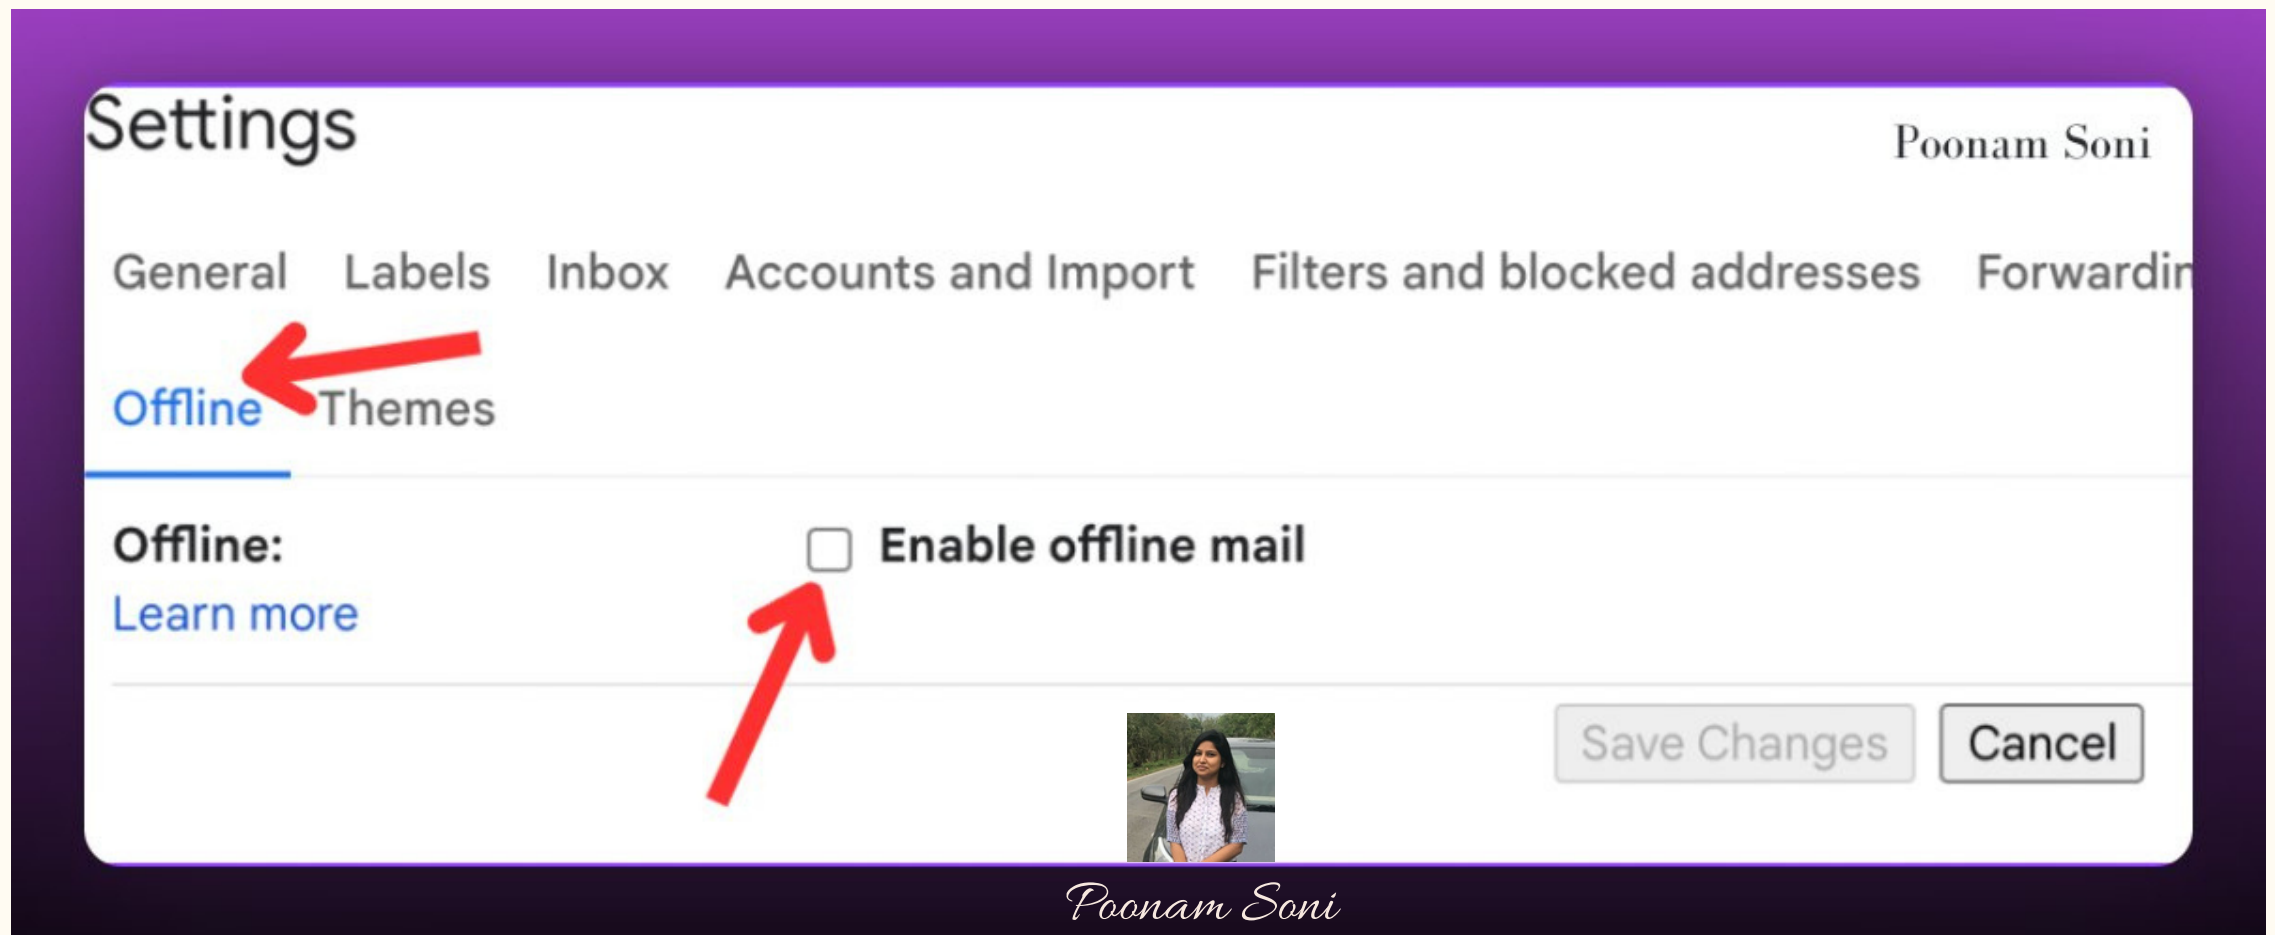 Settings
Poonam Soni
General Labels Inbox Accounts and Import Filters and blocked addresses Forwardin
Offline Themes
Offline: Enable offline mail
Learn more
Save Changes Cancel
Poonam Soni